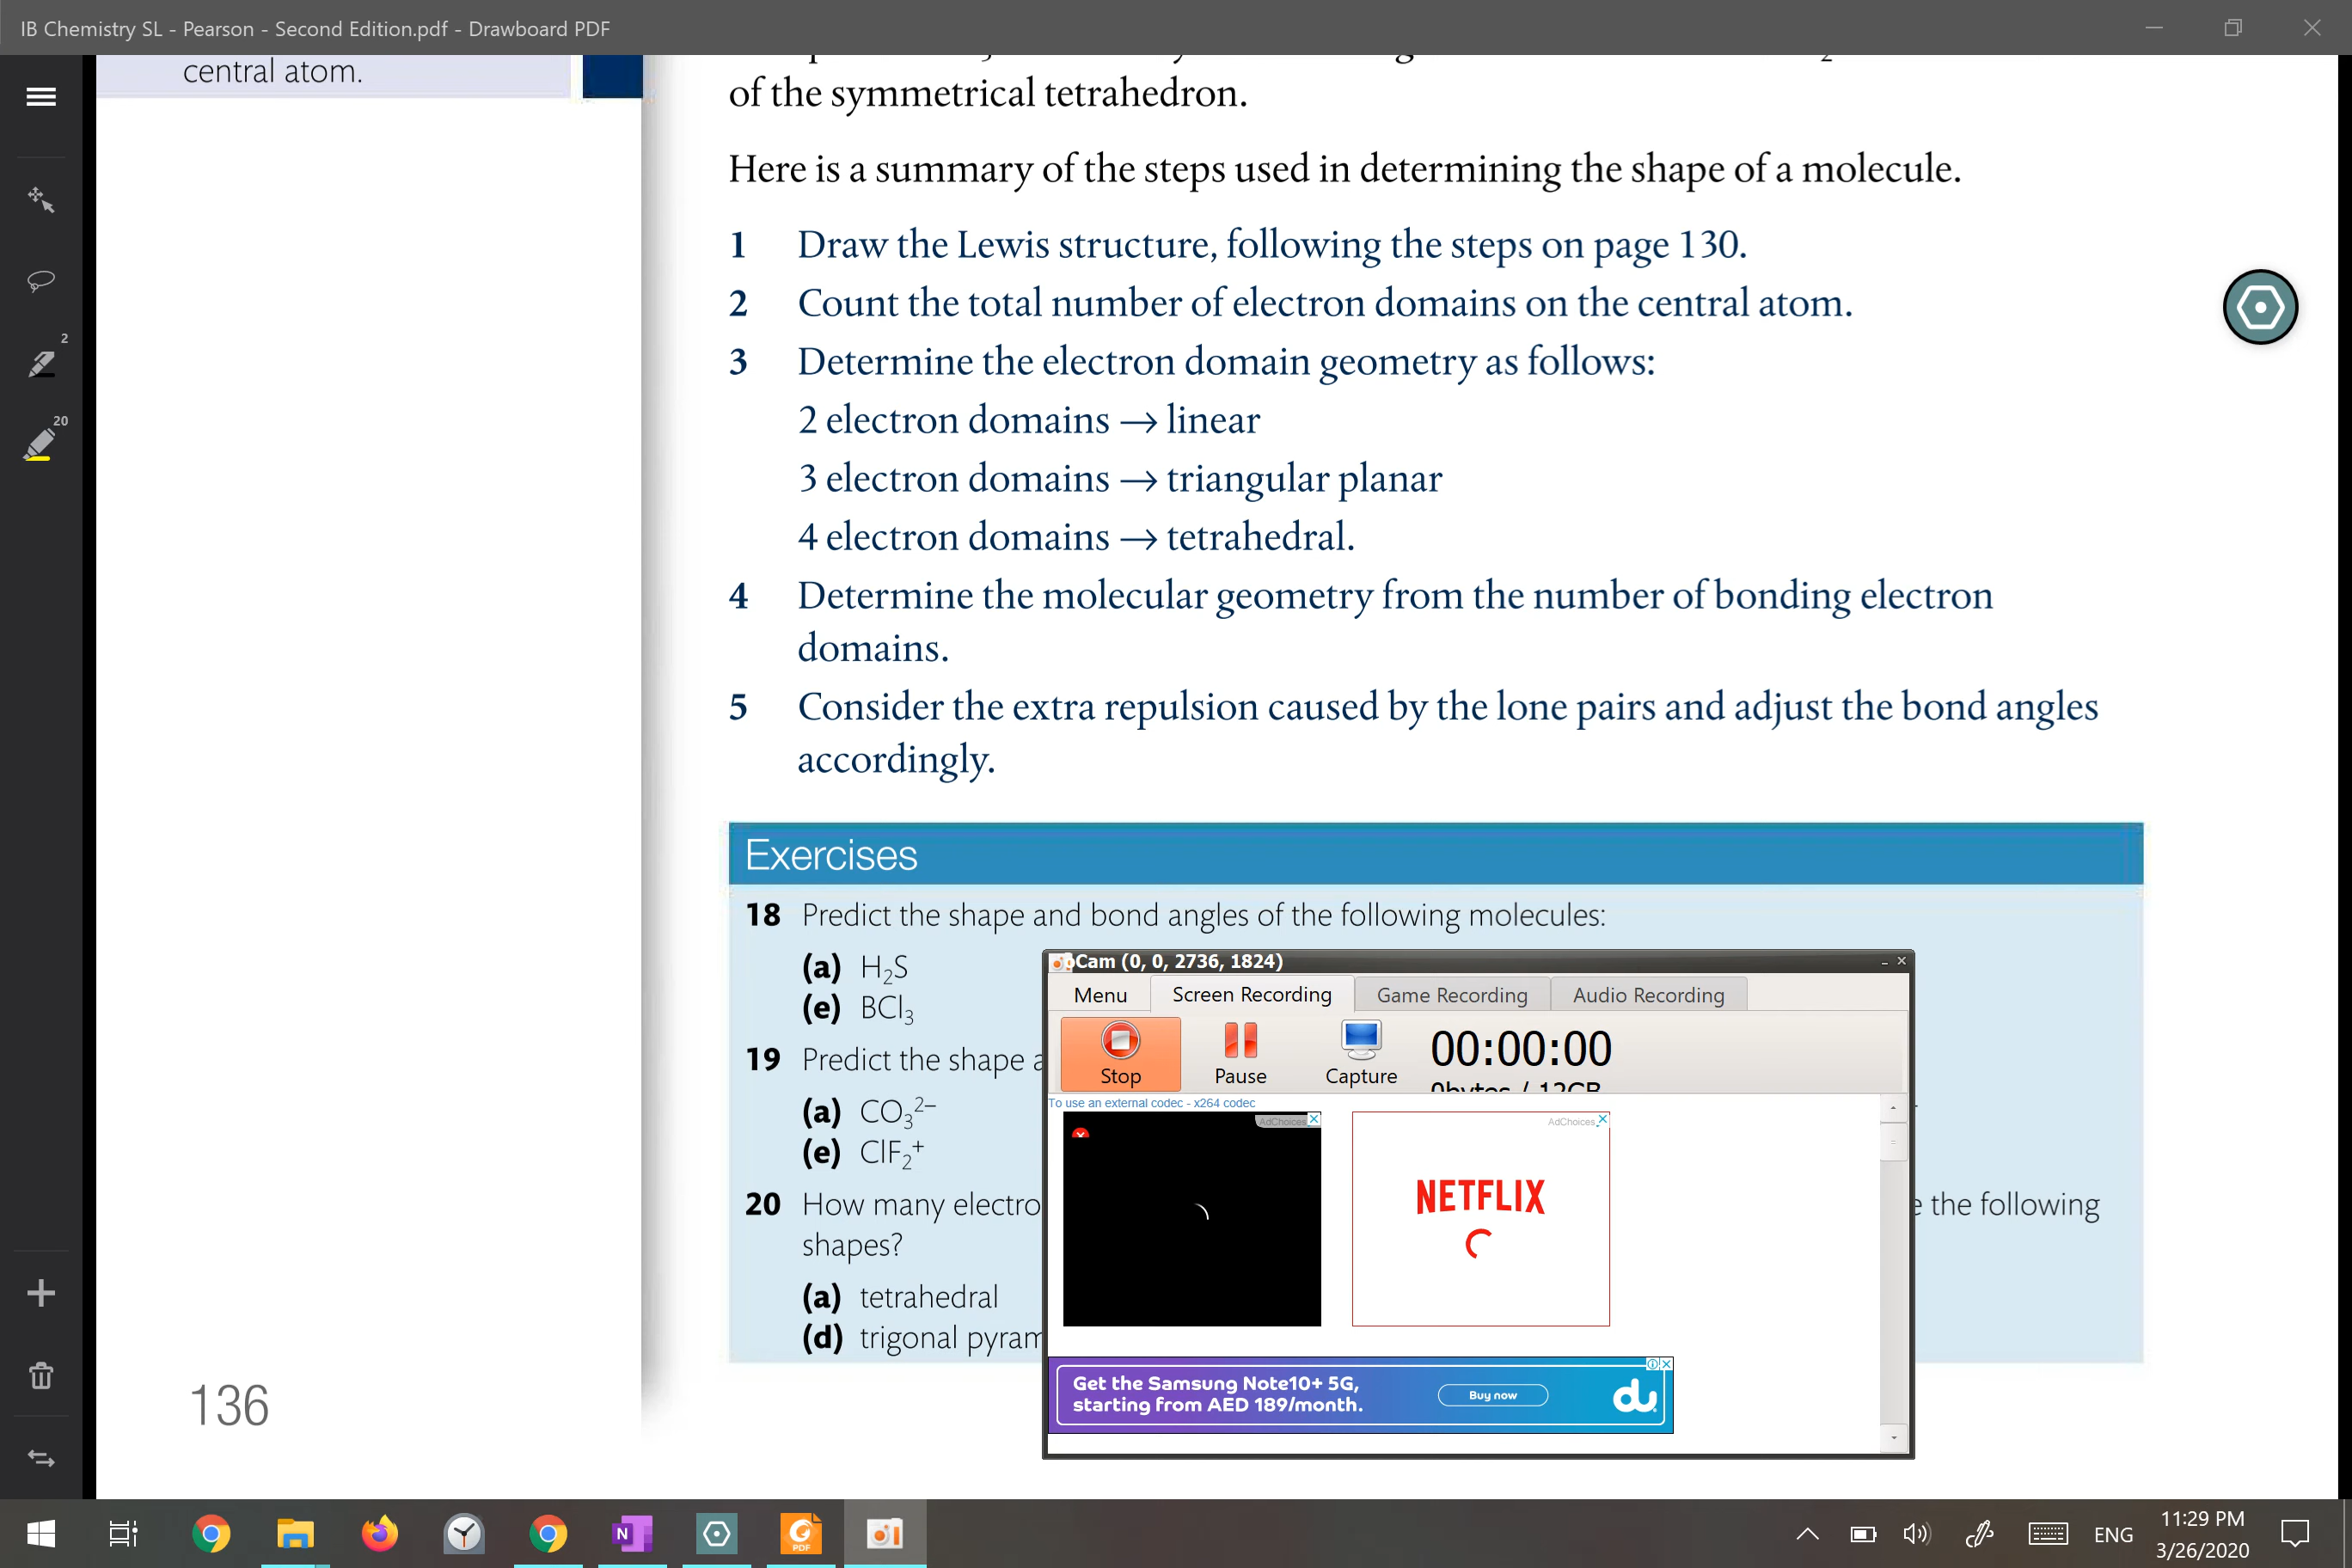 IB Chemistry SL - Pearson - Second Edition.pdf - Drawboard PDF
central atom.
of the symmetrical tetrahedron.
Here is a summary of the steps used in determining the shape of a molecule.
1 Draw the Lewis structure, following the steps on page 130.
2 Count the total number of electron domains on the central atom.
3 Determine the electron domain geometry as follows:
2 electron domains → linear
3 electron domains → triangular planar
4 electron domains → tetrahedral.
4 Determine the molecular geometry from the number of bonding electron
domains.
5 Consider the extra repulsion caused by the lone pairs and adjust the bond angles
accordingly.
2
20
Exercises
18 Predict the shape and bond angles of the following molecules:
(a) H₂S
(e) BCl₃
19 Predict the shape a
(a) CO₃²⁻
(e) ClF₂⁺
20 How many electro
e the following
shapes?
(a) tetrahedral
(d) trigonal pyram
136
Cam (0, 0, 2736, 1824)
Menu Screen Recording Game Recording Audio Recording
Stop Pause Capture 00:00:00
0bytes / 12GB
To use an external codec - x264 codec
AdChoices
AdChoices
NETFLIX
Get the Samsung Note10+ 5G,
starting from AED 189/month.
Buy now
du
N
PDF
ENG
11:29 PM
3/26/2020